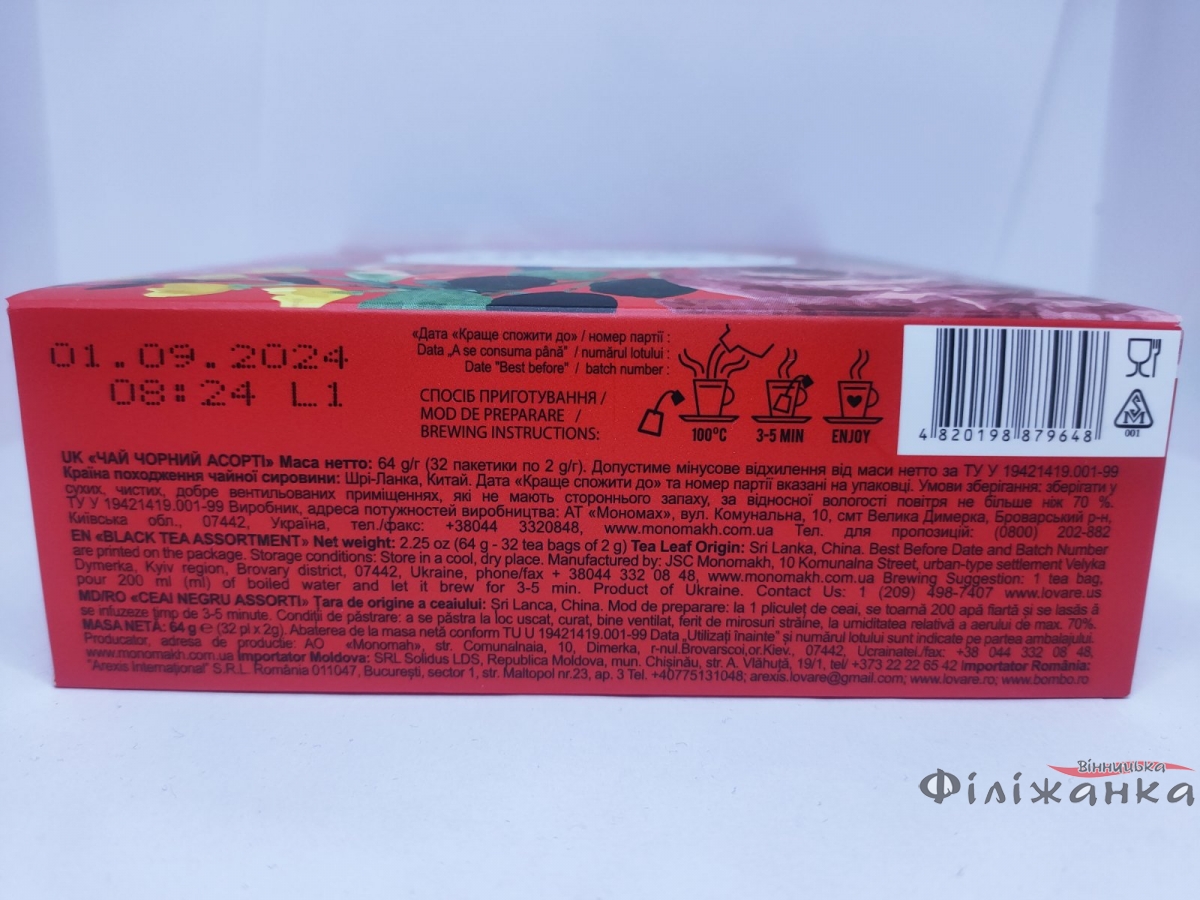 01.09.2024
08:24 L1
«Дата «Краще спожити до» / номер партії :
Data „A se consuma până" / numărul lotului :
Date "Best before" / batch number :
СПОСІБ ПРИГОТУВАННЯ /
MOD DE PREPARARE /
BREWING INSTRUCTIONS:
100°C 3-5 MIN ENJOY
4 820198 879648
001
UK «ЧАЙ ЧОРНИЙ АСОРТІ» Маса нетто: 64 g/г (32 пакетики по 2 g/г). Допустиме мінусове відхилення від маси нетто за ТУ У 19421419.001-99
Країна походження чайної сировини: Шрі-Ланка, Китай. Дата «Краще спожити до» та номер партії вказані на упаковці. Умови зберігання: зберігати у
сухих, чистих, добре вентильованих приміщеннях, які не мають стороннього запаху, за відносної вологості повітря не більше ніж 70 %.
ТУ У 19421419.001-99 Виробник, адреса потужностей виробництва: АТ «Мономах», вул. Комунальна, 10, смт Велика Димерка, Броварський р-н,
Київська обл., 07442, Україна, тел./факс: +38044 3320848, www.monomakh.com.ua Тел. для пропозицій: (0800) 202-882
EN «BLACK TEA ASSORTMENT» Net weight: 2.25 oz (64 g - 32 tea bags of 2 g) Tea Leaf Origin: Sri Lanka, China. Best Before Date and Batch Number
are printed on the package. Storage conditions: Store in a cool, dry place. Manufactured by: JSC Monomakh, 10 Komunalna Street, urban-type settlement Velyka
Dymerka, Kyiv region, Brovary district, 07442, Ukraine, phone/fax + 38044 332 08 48, www.monomakh.com.ua Brewing Suggestion: 1 tea bag,
pour 200 ml (ml) of boiled water and let it brew for 3-5 min. Product of Ukraine. Contact Us: 1 (209) 498-7407 www.lovare.us
MD/RO «CEAI NEGRU ASSORTI» Țara de origine a ceaiului: Sri Lanca, China. Mod de preparare: la 1 pliculeț de ceai, se toarnă 200 apă fiartă și se lasă să
se infuzeze timp de 3-5 minute. Condiții de păstrare: a se păstra la loc uscat, curat, bine ventilat, ferit de mirosuri străine, la umiditatea relativă a aerului de max. 70%.
MASA NETĂ: 64 g ℮ (32 pl x 2g). Abaterea de la masa netă conform TU U 19421419.001-99 Data „Utilizați înainte" și numărul lotului sunt indicate pe partea ambalajului.
Producator, adresa de producție: AO «Monomah», str. Comunalnaia, 10, Dimerka, r-nul.Brovarscoi,or.Kiev., 07442, Ucrainatel./fax: +38 044 332 08 48,
www.monomakh.com.ua Importator Moldova: SRL Solidus LDS, Republica Moldova, mun. Chișinău, str. A. Vlăhuță, 19/1, tel/ +373 22 22 65 42 Importator România:
"Arexis International" S.R.L. România 011047, București, sector 1, str. Maltopol nr.23, ap. 3 Tel. +40775131048; arexis.lovare@gmail.com; www.lovare.ro; www.bombo.ro
Вінницька
Філіжанка